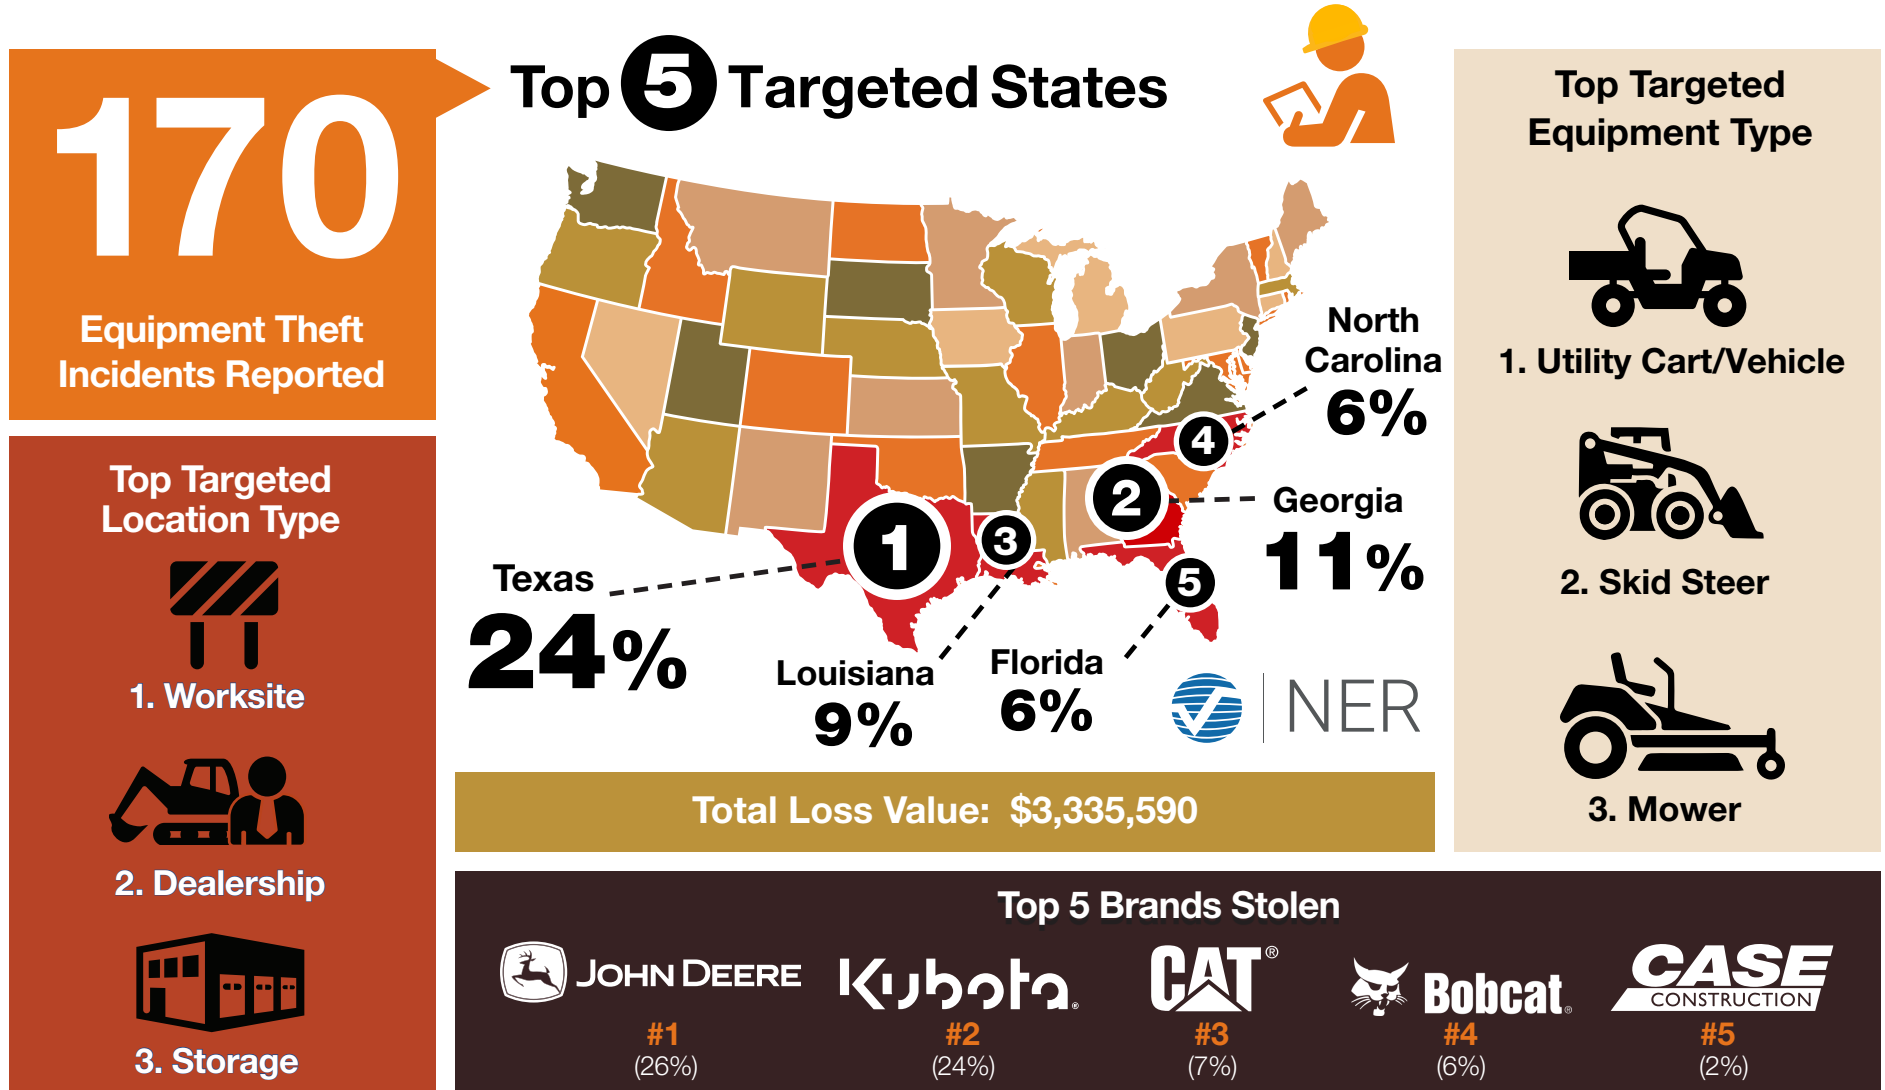 170
Equipment Theft
Incidents Reported
Top 5 Targeted States
Top Targeted
Equipment Type
1. Utility Cart/Vehicle
2. Skid Steer
3. Mower
Top Targeted
Location Type
1. Worksite
2. Dealership
3. Storage
1
2
3
4
5
North
Carolina
6%
Georgia
11%
Texas
24%
Louisiana
9%
Florida
6%
NER
Total Loss Value: $3,335,590
Top 5 Brands Stolen
JOHN DEERE
#1
(26%)
Kubota®
#2
(24%)
CAT®
#3
(7%)
Bobcat®
#4
(6%)
CASE
CONSTRUCTION
#5
(2%)